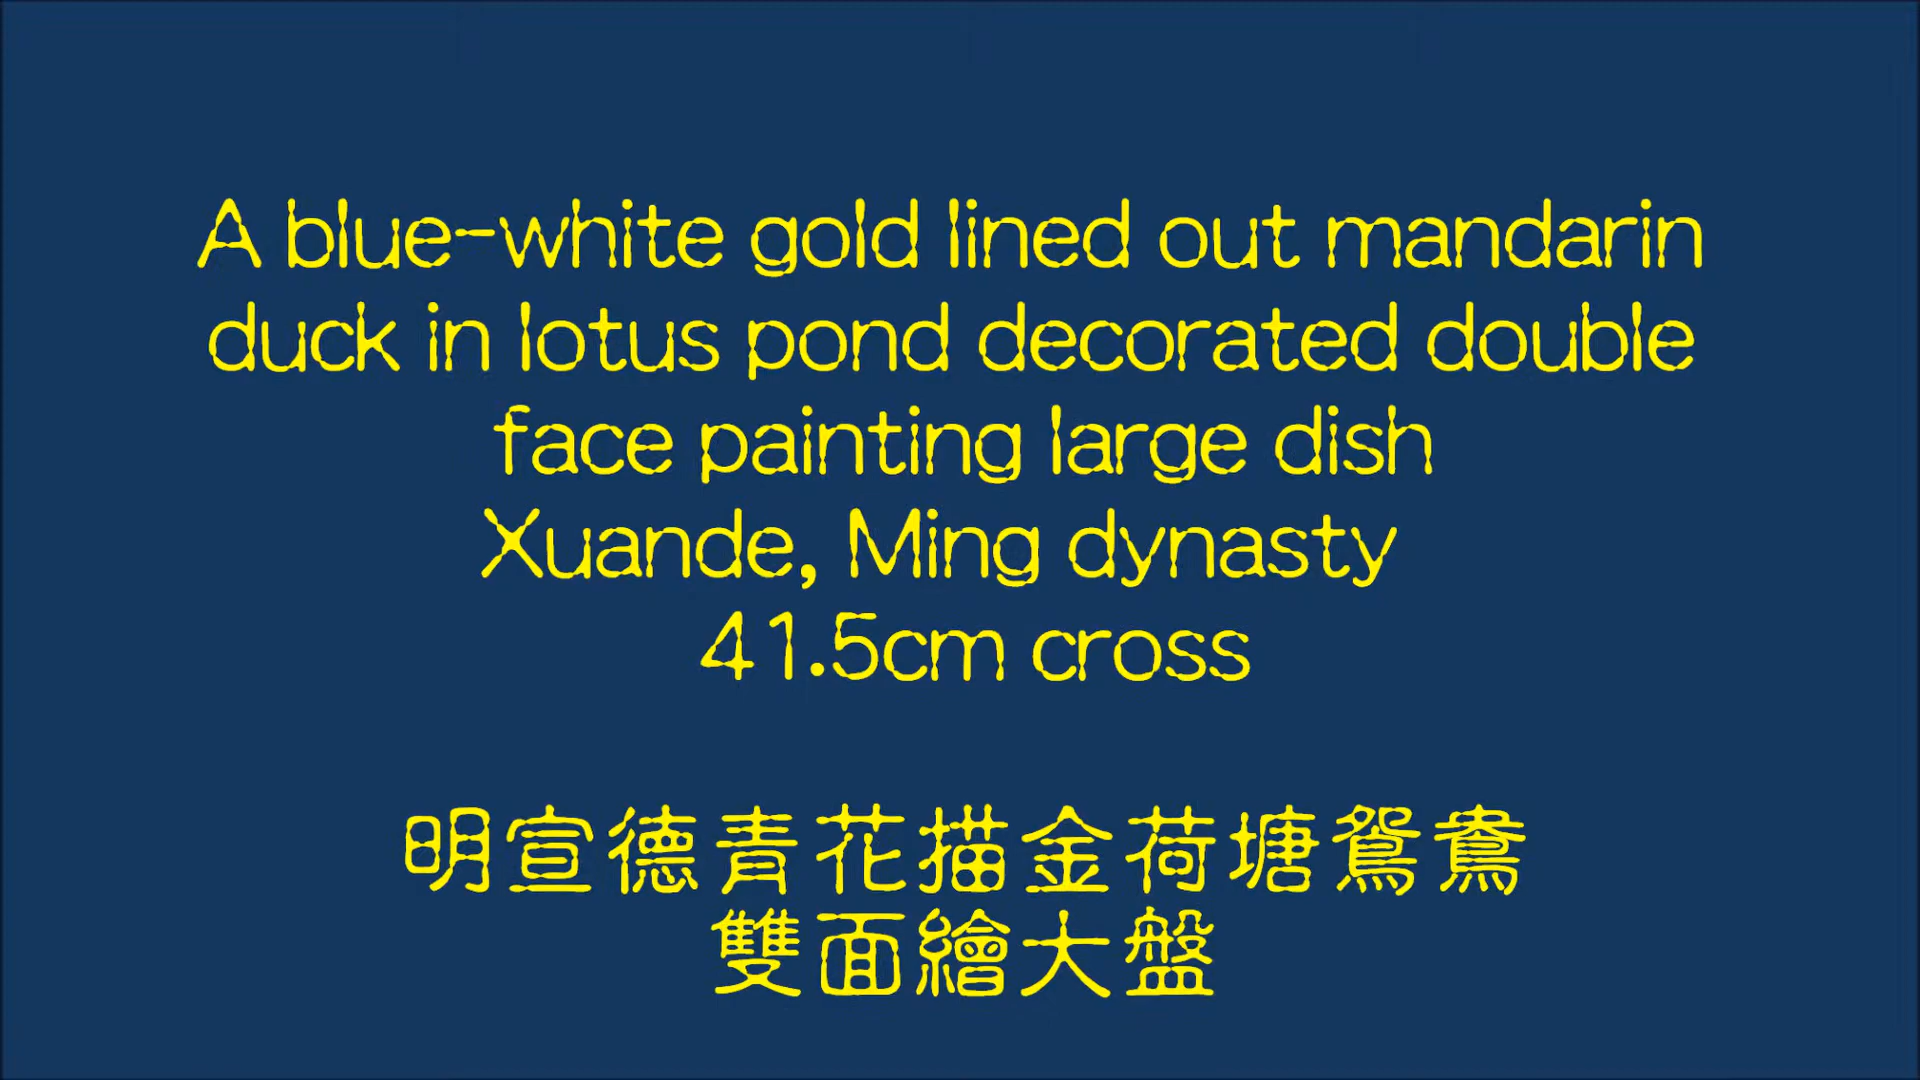 A blue-white gold lined out mandarin
duck in lotus pond decorated double
face painting large dish
Xuande, Ming dynasty
41.5cm cross
明宣德青花描金荷塘鴛鴦
雙面繪大盤